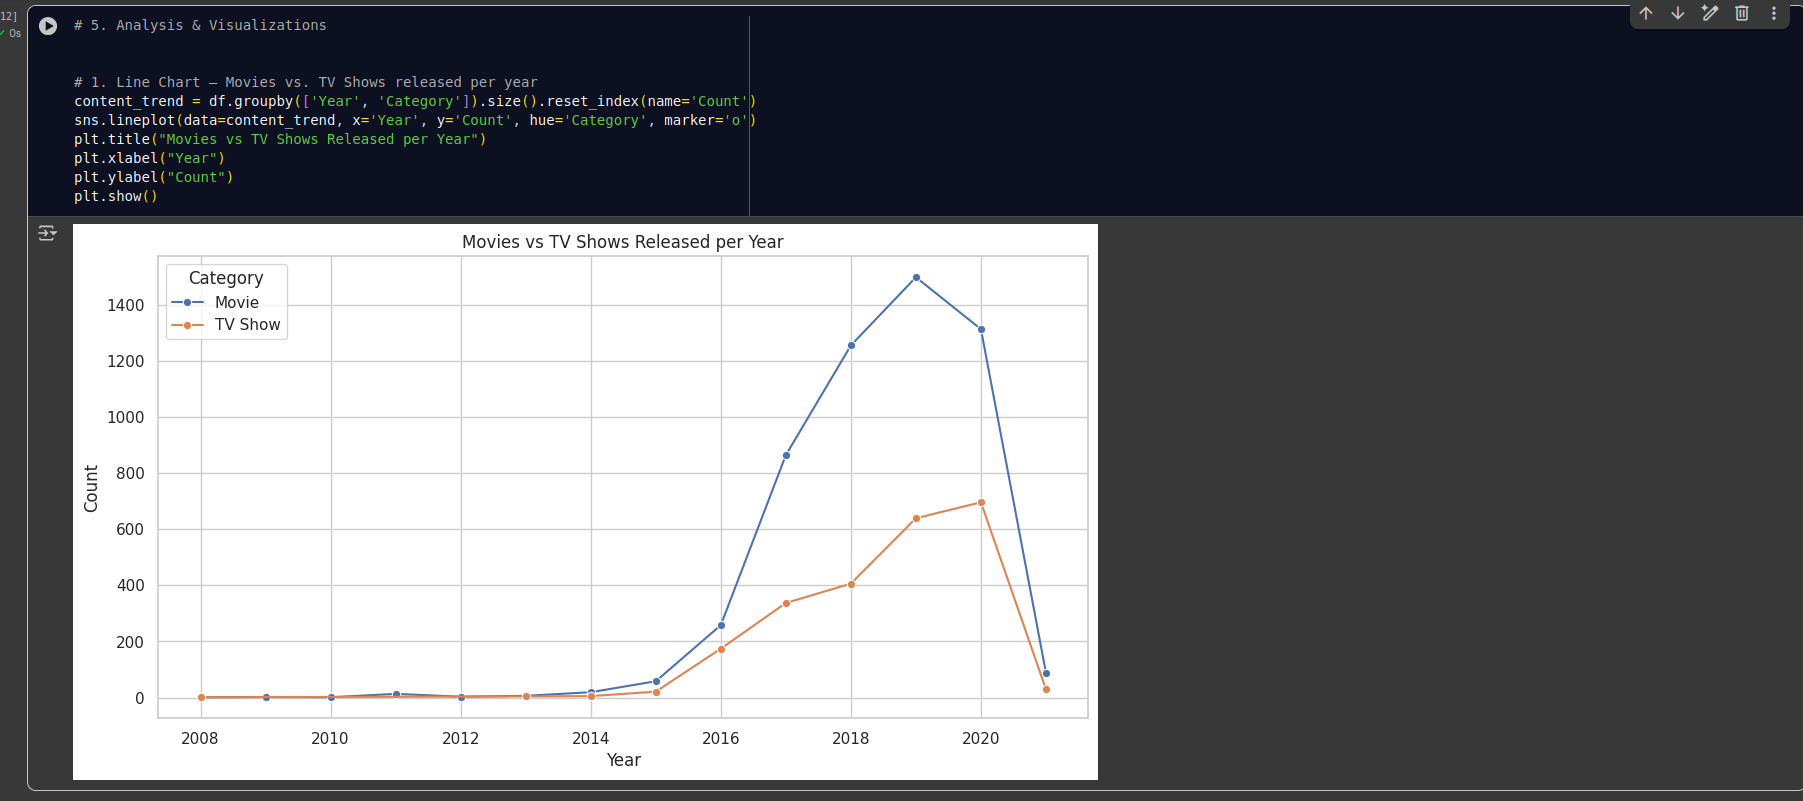 12]
0s
# 5. Analysis & Visualizations
# 1. Line Chart – Movies vs. TV Shows released per year
content_trend = df.groupby(['Year', 'Category']).size().reset_index(name='Count')
sns.lineplot(data=content_trend, x='Year', y='Count', hue='Category', marker='o')
plt.title("Movies vs TV Shows Released per Year")
plt.xlabel("Year")
plt.ylabel("Count")
plt.show()
Movies vs TV Shows Released per Year
Category
Movie
TV Show
1400
1200
1000
800
600
400
200
0
Count
2008 2010 2012 2014 2016 2018 2020
Year